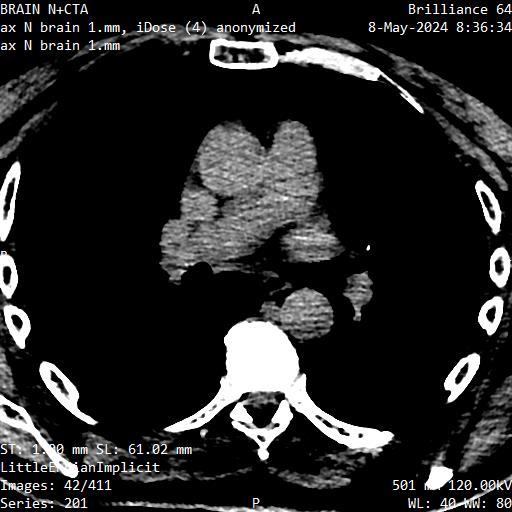 BRAIN N+CTA
A
Brilliance 64
ax N brain 1.mm, iDose (4) anonymized
8-May-2024 8:36:34
ax N brain 1.mm
ST: 1.00 mm SL: 61.02 mm
LittleEndianImplicit
Images: 42/411
501 mA 120.00kV
Series: 201
P
WL: 40 WW: 80